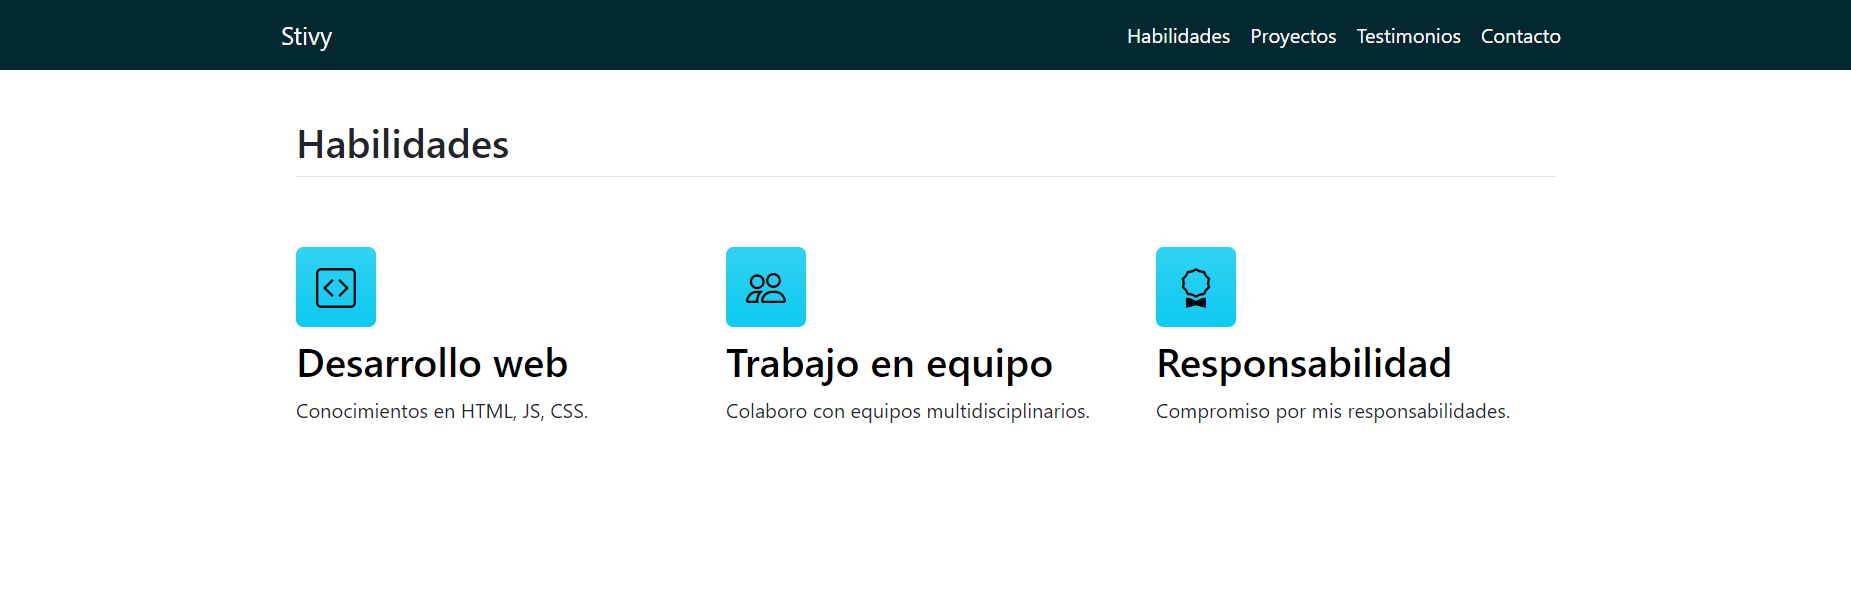 Stivy
Habilidades Proyectos Testimonios Contacto
Habilidades
Desarrollo web
Conocimientos en HTML, JS, CSS.
Trabajo en equipo
Colaboro con equipos multidisciplinarios.
Responsabilidad
Compromiso por mis responsabilidades.